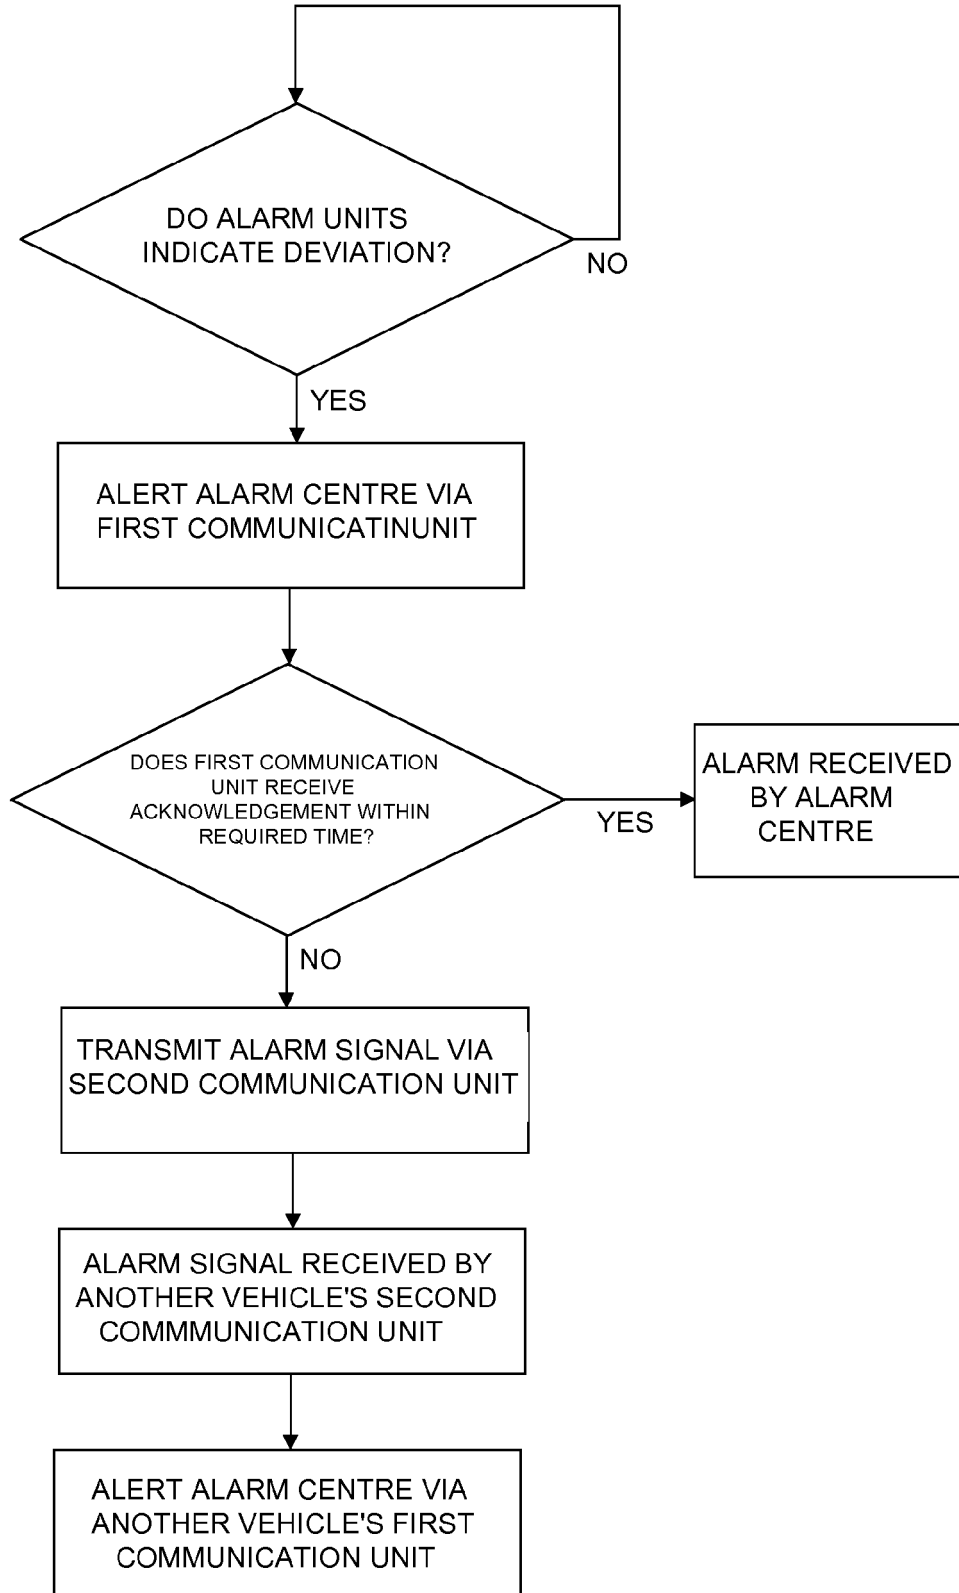 DO ALARM UNITS
INDICATE DEVIATION?
NO
YES
ALERT ALARM CENTRE VIA
FIRST COMMUNICATINUNIT
DOES FIRST COMMUNICATION
UNIT RECEIVE
ACKNOWLEDGEMENT WITHIN
REQUIRED TIME?
YES
ALARM RECEIVED
BY ALARM
CENTRE
NO
TRANSMIT ALARM SIGNAL VIA
SECOND COMMUNICATION UNIT
ALARM SIGNAL RECEIVED BY
ANOTHER VEHICLE'S SECOND
COMMMUNICATION UNIT
ALERT ALARM CENTRE VIA
ANOTHER VEHICLE'S FIRST
COMMUNICATION UNIT